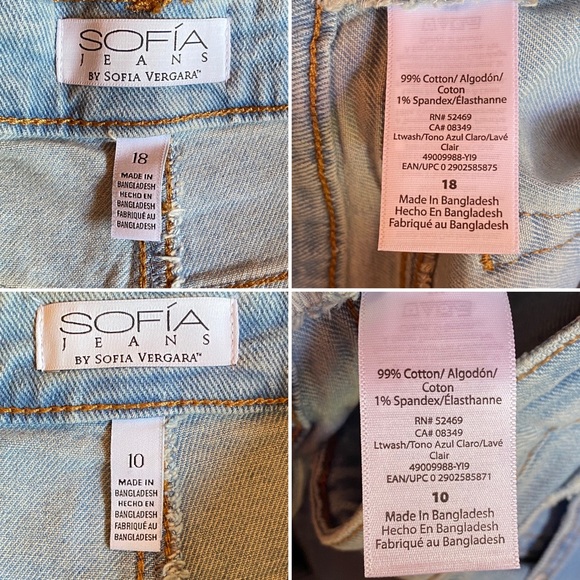 SOFÍA
JEANS
BY SOFIA VERGARA™
18
MADE IN
BANGLADESH
HECHO EN
BANGLADESH
FABRIQUÉ AU
BANGLADESH
99% Cotton/ Algodón/
Coton
1% Spandex/Élasthanne
RN# 52469
CA# 08349
Ltwash/Tono Azul Claro/Lavé
Clair
49009988-YI9
EAN/UPC 0 2902585875
18
Made In Bangladesh
Hecho En Bangladesh
Fabriqué au Bangladesh
SOFÍA
JEANS
BY SOFIA VERGARA™
10
MADE IN
BANGLADESH
HECHO EN
BANGLADESH
FABRIQUÉ AU
BANGLADESH
99% Cotton/ Algodón/
Coton
1% Spandex/Élasthanne
RN# 52469
CA# 08349
Ltwash/Tono Azul Claro/Lavé
Clair
49009988-YI9
EAN/UPC 0 2902585871
10
Made In Bangladesh
Hecho En Bangladesh
Fabriqué au Bangladesh